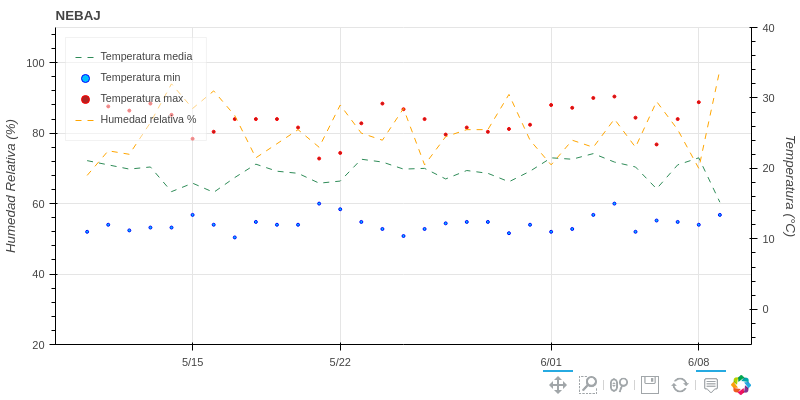 NEBAJ
Temperatura media
Temperatura min
Temperatura max
Humedad relativa %
Humedad Relativa (%)
100
80
60
40
20
Temperatura (°C)
40
30
20
10
0
5/15
5/22
6/01
6/08